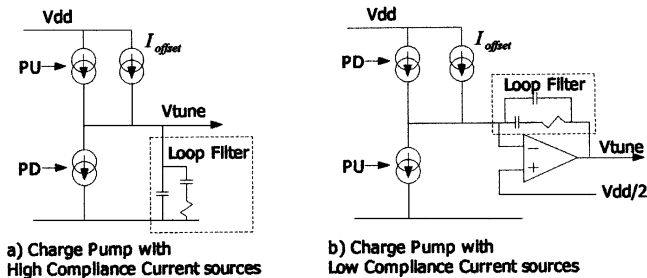 Vdd
I offset
PU
Vtune
PD
Loop Filter
a) Charge Pump with
High Compliance Current sources
Vdd
I offset
PD
Loop Filter
PU
−
+
Vtune
Vdd/2
b) Charge Pump with
Low Compliance Current sources